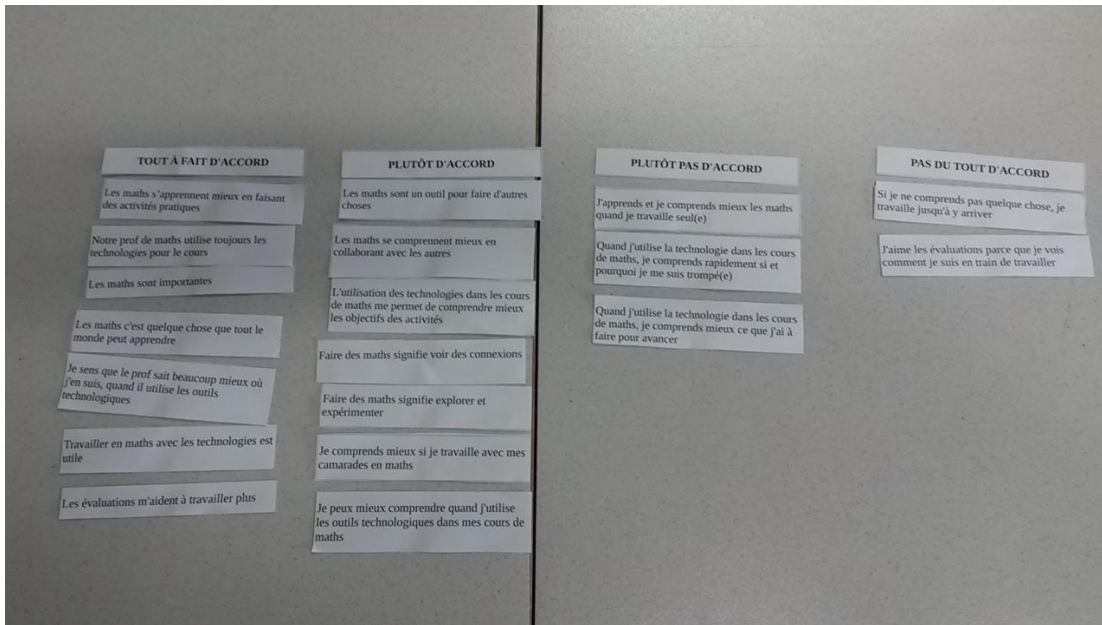 TOUT À FAIT D'ACCORD
Les maths s'apprennent mieux en faisant
des activités pratiques
Notre prof de maths utilise toujours les
technologies pour le cours
Les maths sont importantes
Les maths c'est quelque chose que tout le
monde peut apprendre
Je sens que le prof sait beaucoup mieux où
j'en suis, quand il utilise les outils
technologiques
Travailler en maths avec les technologies est
utile
Les évaluations m'aident à travailler plus
PLUTÔT D'ACCORD
Les maths sont un outil pour faire d'autres
choses
Les maths se comprennent mieux en
collaborant avec les autres
L'utilisation des technologies dans les cours
de maths me permet de comprendre mieux
les objectifs des activités
Faire des maths signifie voir des connexions
Faire des maths signifie explorer et
expérimenter
Je comprends mieux si je travaille avec mes
camarades en maths
Je peux mieux comprendre quand j'utilise
les outils technologiques dans mes cours de
maths
PLUTÔT PAS D'ACCORD
J'apprends et je comprends mieux les maths
quand je travaille seul(e)
Quand j'utilise la technologie dans les cours
de maths, je comprends rapidement si et
pourquoi je me suis trompé(e)
Quand j'utilise la technologie dans les cours
de maths, je comprends mieux ce que j'ai à
faire pour avancer
PAS DU TOUT D'ACCORD
Si je ne comprends pas quelque chose, je
travaille jusqu'à y arriver
J'aime les évaluations parce que je vois
comment je suis en train de travailler